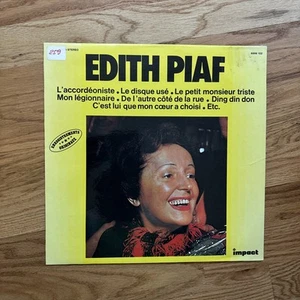 STEREO
EDITH PIAF
L'accordéoniste • Le disque usé • Le petit monsieur triste
Mon légionnaire • De l'autre côté de la rue • Ding din don
C'est lui que mon cœur a choisi • Etc.
ENREGISTREMENTS
ORIGINAUX
impact